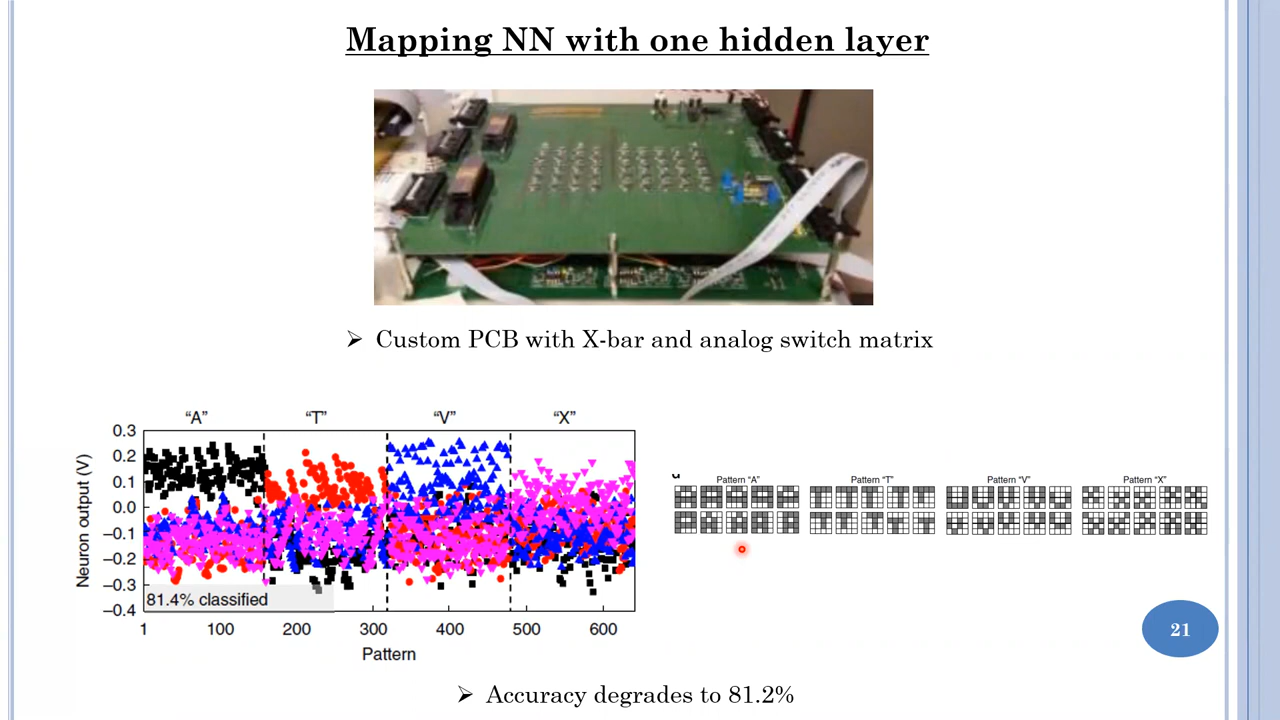 Mapping NN with one hidden layer
➢ Custom PCB with X-bar and analog switch matrix
"A" "T" "V" "X"
Neuron output (V)
0.3
0.2
0.1
0.0
−0.1
−0.2
−0.3
−0.4
81.4% classified
1 100 200 300 400 500 600
Pattern
Pattern "A" Pattern "T" Pattern "V" Pattern "X"
21
➢ Accuracy degrades to 81.2%